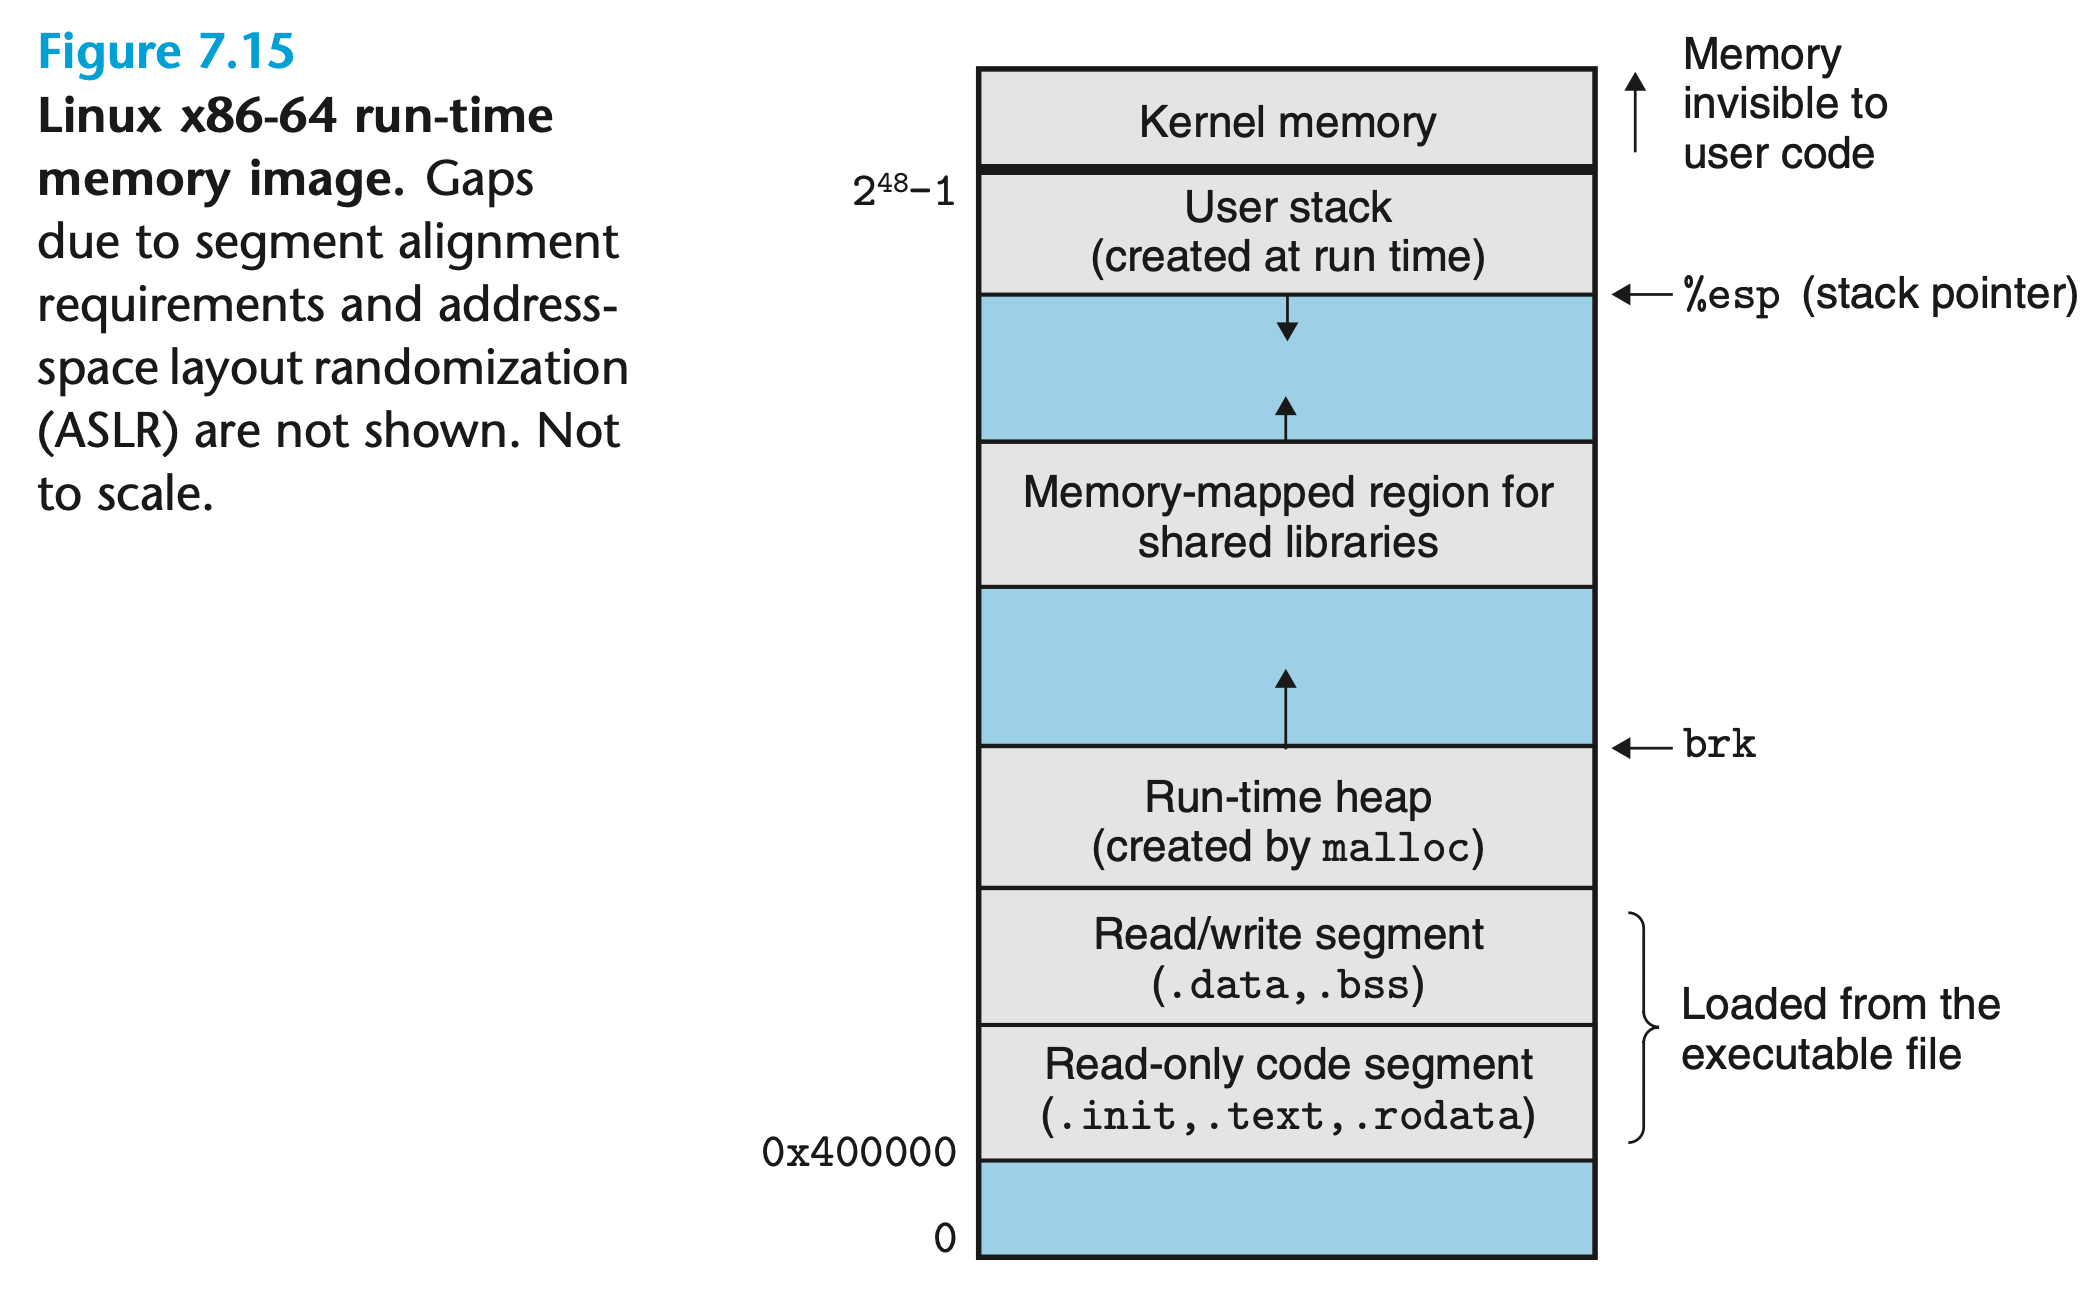 Figure 7.15
Linux x86-64 run-time
memory image. Gaps
due to segment alignment
requirements and address-
space layout randomization
(ASLR) are not shown. Not
to scale.
Memory
invisible to
user code
Kernel memory
2⁴⁸–1
User stack
(created at run time)
%esp (stack pointer)
Memory-mapped region for
shared libraries
brk
Run-time heap
(created by malloc)
Read/write segment
(.data,.bss)
Loaded from the
executable file
Read-only code segment
(.init,.text,.rodata)
0x400000
0